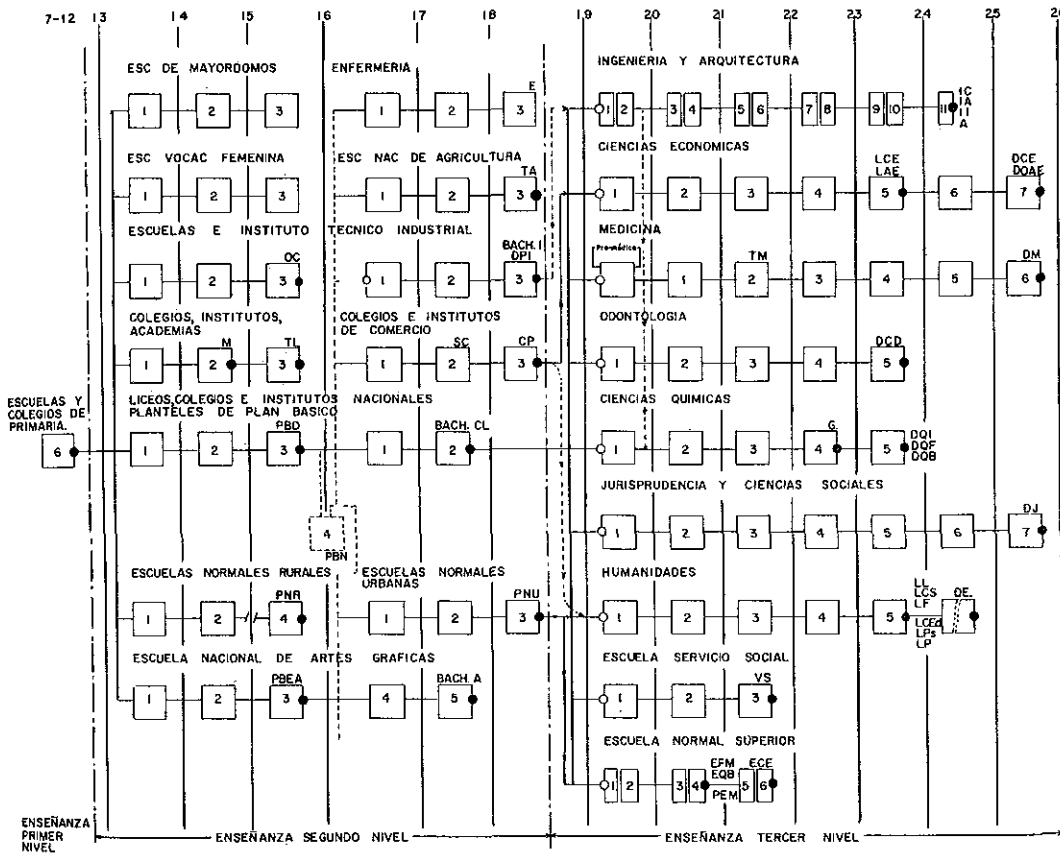 7-12 13 14 15 16 17 18 19 20 21 22 23 24 25
ESC DE MAYORDOMOS
1 2 3
ENFERMERIA
E
1 2 3
INGENIERIA Y ARQUITECTURA
1 2 3 4 5 6 7 8 9 10 11
IC
IA
II
A
ESC VOCAC FEMENINA
1 2 3
ESC NAC DE AGRICULTURA
TA
1 2 3
CIENCIAS ECONOMICAS
LCE
LAE
DCE
DOAE
1 2 3 4 5 6 7
ESCUELAS E INSTITUTO TECNICO INDUSTRIAL
OC
1 2 3
BACH. I
DPI
1 2 3
MEDICINA
Pre-médica
TM
DM
1 2 3 4 5 6
COLEGIOS, INSTITUTOS,
ACADEMIAS
M TI
1 2 3
COLEGIOS E INSTITUTOS
DE COMERCIO
SC CP
1 2 3
ODONTOLOGIA
DCD
1 2 3 4 5
ESCUELAS Y
COLEGIOS DE
PRIMARIA.
6
LICEOS, COLEGIOS E INSTITUTOS NACIONALES
PLANTELES DE PLAN BASICO
PBD
1 2 3
BACH. CL
1 2
CIENCIAS QUIMICAS
G.
1 2 3 4 5
DQI
DQF
DQB
4
PBN
JURISPRUDENCIA Y CIENCIAS SOCIALES
DJ
1 2 3 4 5 6 7
ESCUELAS NORMALES RURALES
PNR
1 2 4
ESCUELAS NORMALES
URBANAS
PNU
1 2 3
HUMANIDADES
1 2 3 4 5
LL
LCS
LF
LCEd
LPs
LP
DE.
ESCUELA NACIONAL DE ARTES GRAFICAS
PBEA
1 2 3
BACH. A
4 5
ESCUELA SERVICIO SOCIAL
VS
1 2 3
ESCUELA NORMAL SUPERIOR
EFM
EQB
PEM
ECE
1 2 3 4 5 6
ENSEÑANZA
PRIMER
NIVEL
ENSEÑANZA SEGUNDO NIVEL
ENSEÑANZA TERCER NIVEL